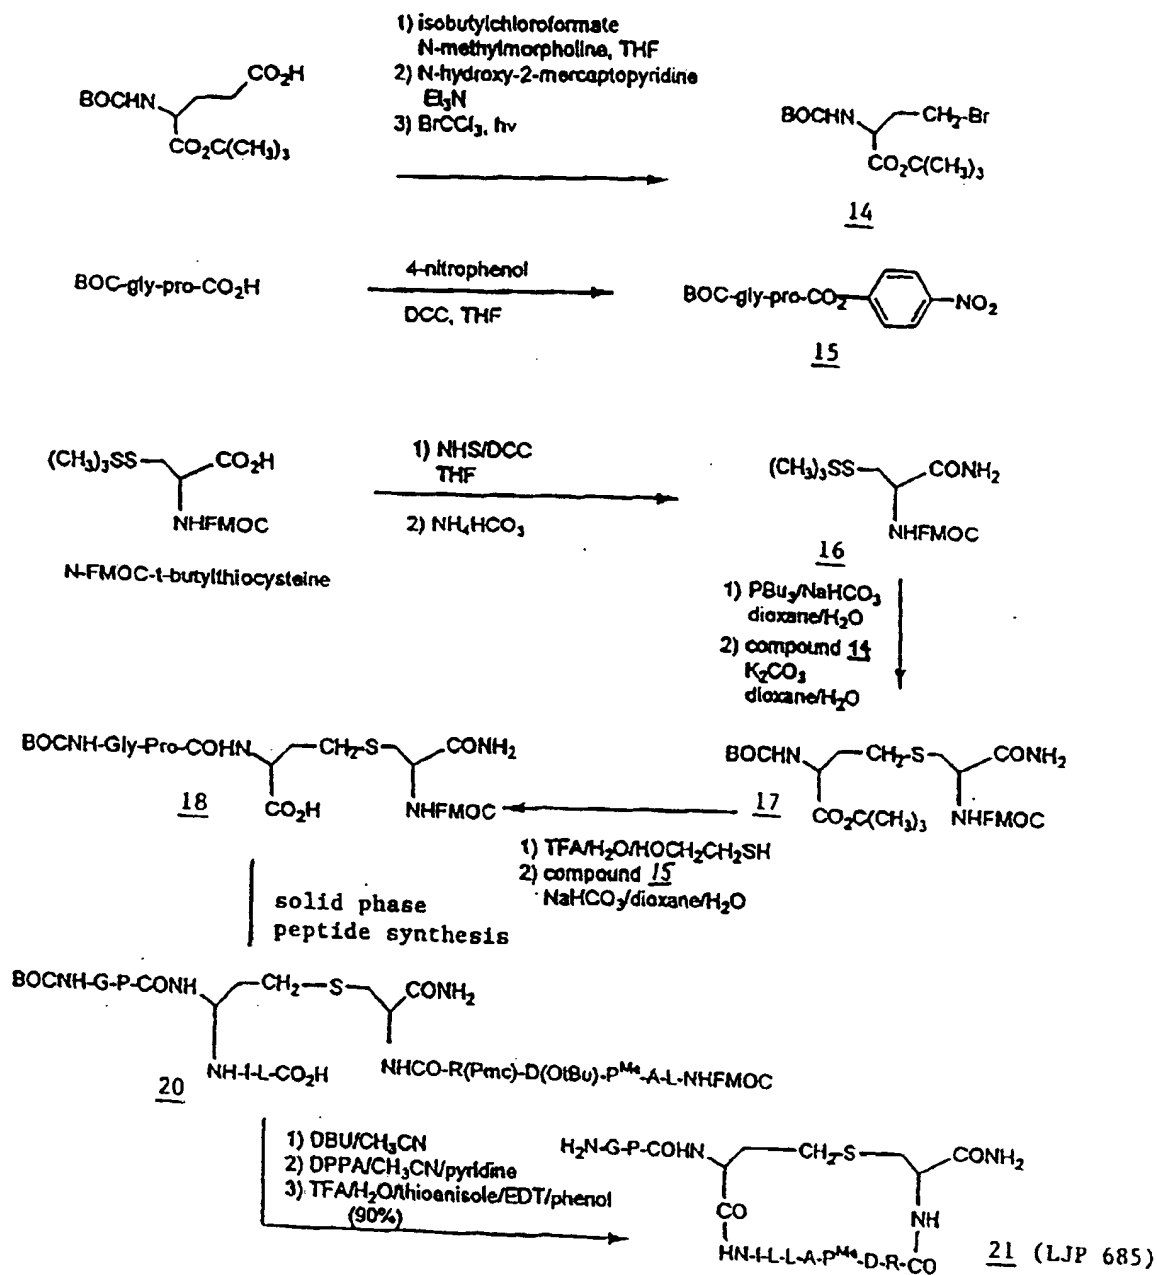 1) isobutylchloroformate
N-methylmorpholine, THF
2) N-hydroxy-2-mercaptopyridine
Et₃N
3) BrCCl₃, hv
BOCHN
CO₂H
CO₂C(CH₃)₃
BOCHN
CH₂-Br
CO₂C(CH₃)₃
14
BOC-gly-pro-CO₂H
4-nitrophenol
DCC, THF
BOC-gly-pro-CO₂
NO₂
15
(CH₃)₃SS
CO₂H
NHFMOC
N-FMOC-t-butylthiocysteine
1) NHS/DCC
THF
2) NH₄HCO₃
(CH₃)₃SS
CONH₂
NHFMOC
16
1) PBu₃/NaHCO₃
dioxane/H₂O
2) compound 14
K₂CO₃
dioxane/H₂O
BOCNH-Gly-Pro-COHN
CH₂-S
CONH₂
CO₂H
NHFMOC
18
BOCHN
CH₂-S
CONH₂
CO₂C(CH₃)₃
NHFMOC
17
1) TFA/H₂O/HOCH₂CH₂SH
2) compound 15
NaHCO₃/dioxane/H₂O
solid phase
peptide synthesis
BOCNH-G-P-CONH
CH₂-S
CONH₂
NH-I-L-CO₂H
NHCO-R(Pmc)-D(OtBu)-Pᴹᵉ-A-L-NHFMOC
20
1) DBU/CH₃CN
2) DPPA/CH₃CN/pyridine
3) TFA/H₂O/thioanisole/EDT/phenol
(90%)
H₂N-G-P-COHN
CH₂-S
CONH₂
CO
NH
HN-I-L-L-A-Pᴹᵉ-D-R-CO
21 (LJP 685)